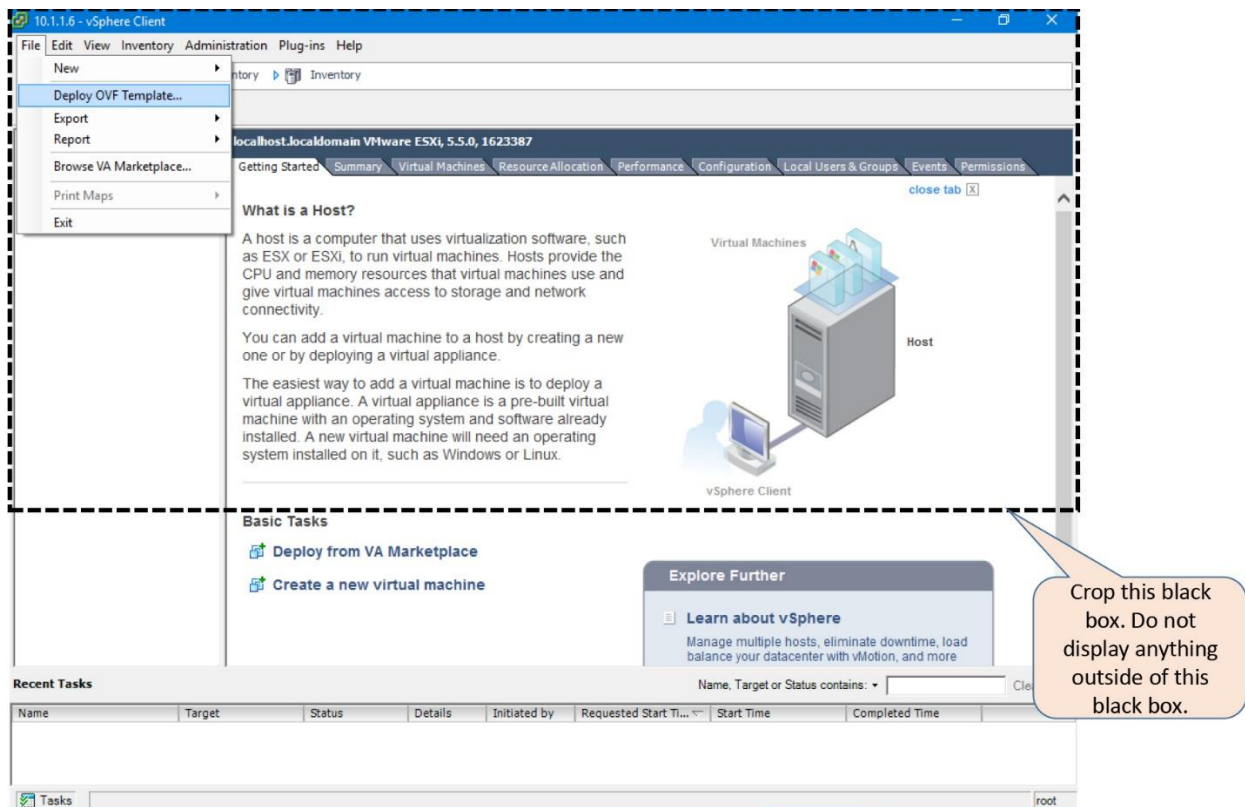 10.1.1.6 - vSphere Client
File Edit View Inventory Administration Plug-ins Help
New
Deploy OVF Template...
Export
Report
Browse VA Marketplace...
Print Maps
Exit
Inventory
localhost.localdomain VMware ESXi, 5.5.0, 1623387
Getting Started Summary Virtual Machines Resource Allocation Performance Configuration Local Users & Groups Events Permissions
close tab X
What is a Host?
A host is a computer that uses virtualization software, such
as ESX or ESXi, to run virtual machines. Hosts provide the
CPU and memory resources that virtual machines use and
give virtual machines access to storage and network
connectivity.
You can add a virtual machine to a host by creating a new
one or by deploying a virtual appliance.
The easiest way to add a virtual machine is to deploy a
virtual appliance. A virtual appliance is a pre-built virtual
machine with an operating system and software already
installed. A new virtual machine will need an operating
system installed on it, such as Windows or Linux.
Virtual Machines
Host
vSphere Client
Basic Tasks
Deploy from VA Marketplace
Create a new virtual machine
Explore Further
Learn about vSphere
Manage multiple hosts, eliminate downtime, load
balance your datacenter with vMotion, and more
Crop this black
box. Do not
display anything
outside of this
black box.
Recent Tasks
Name, Target or Status contains:
Name Target Status Details Initiated by Requested Start Ti... Start Time Completed Time
Tasks
root